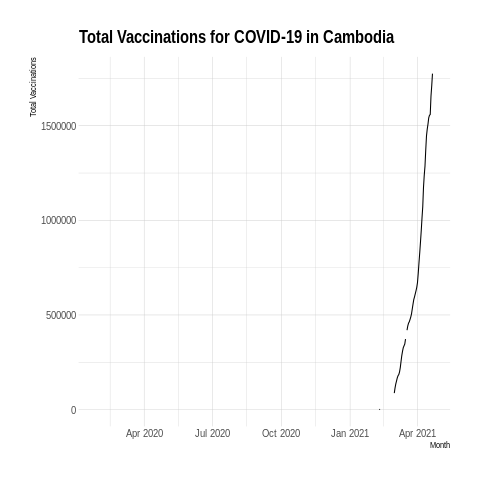 Total Vaccinations for COVID-19 in Cambodia
Total Vaccinations
1500000
1000000
500000
0
Apr 2020 Jul 2020 Oct 2020 Jan 2021 Apr 2021
Month